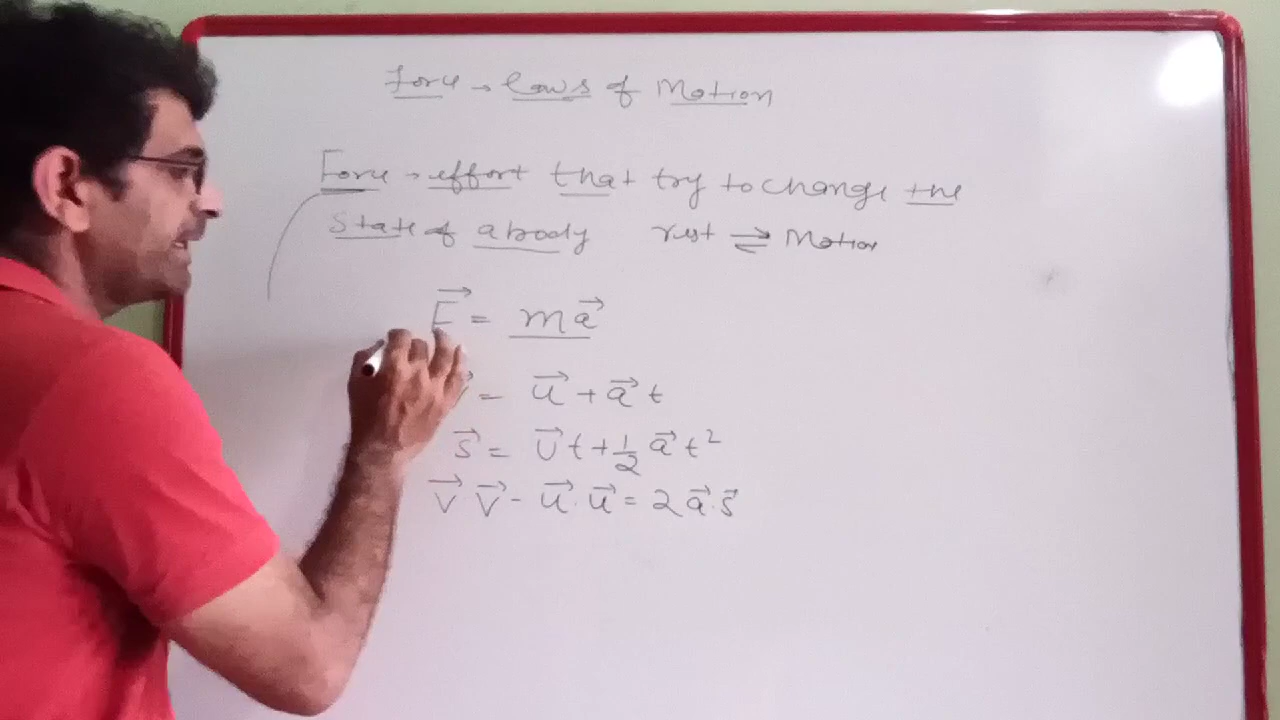 Force → laws of Motion
Force → effort that try to change the
State of a body rest ⇌ Motion
F⃗ = m a⃗
= u⃗ + a⃗ t
s⃗ = U⃗ t + 1/2 a⃗ t²
V⃗ . V⃗ - u⃗ . u⃗ = 2 a⃗ . s⃗